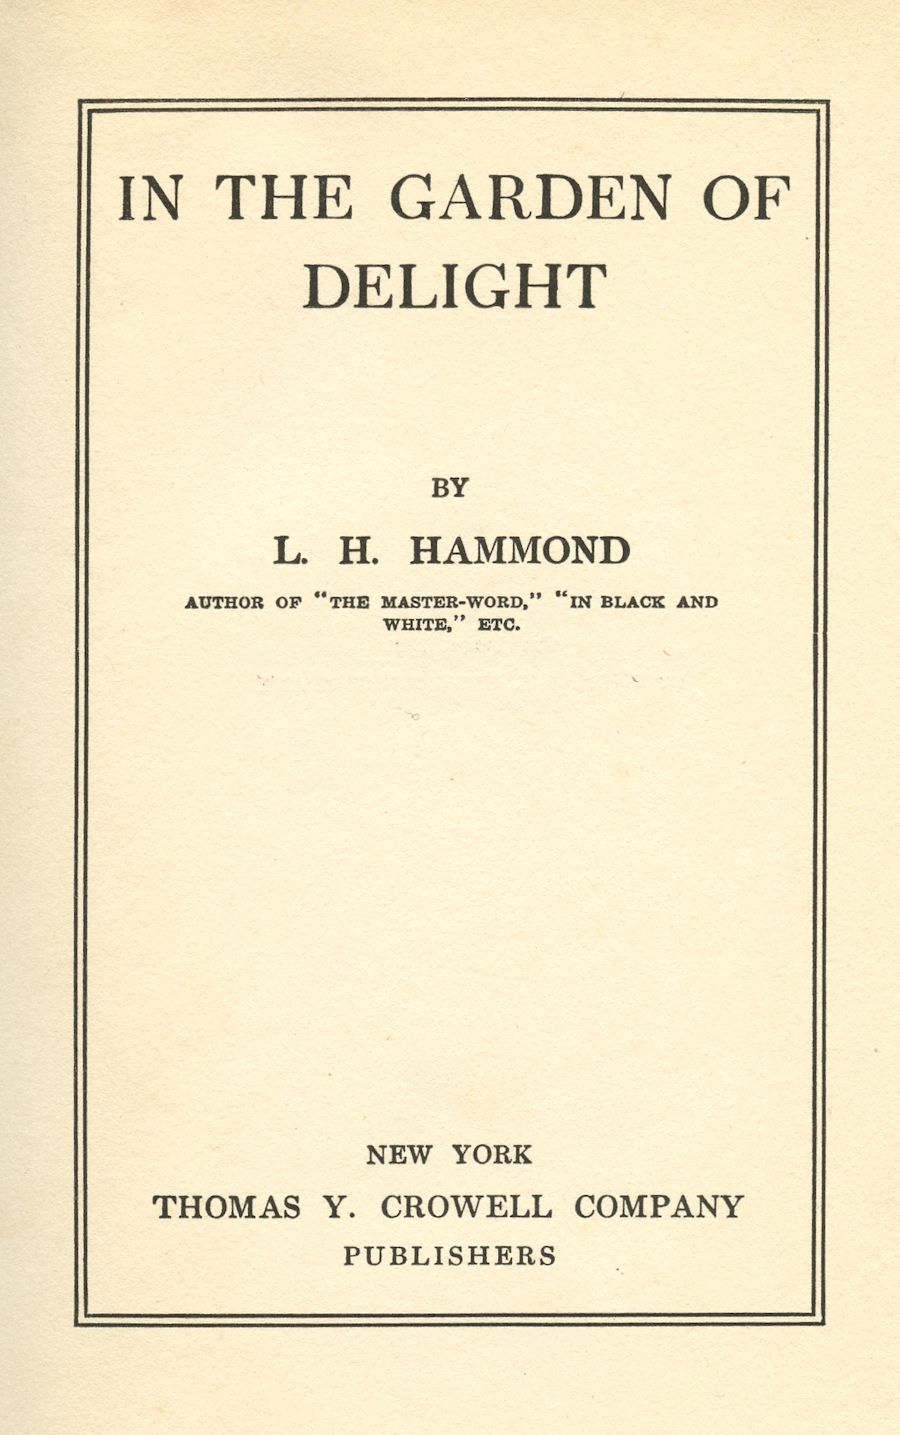 IN THE GARDEN OF
DELIGHT
BY
L. H. HAMMOND
AUTHOR OF "THE MASTER-WORD," "IN BLACK AND
WHITE," ETC.
NEW YORK
THOMAS Y. CROWELL COMPANY
PUBLISHERS